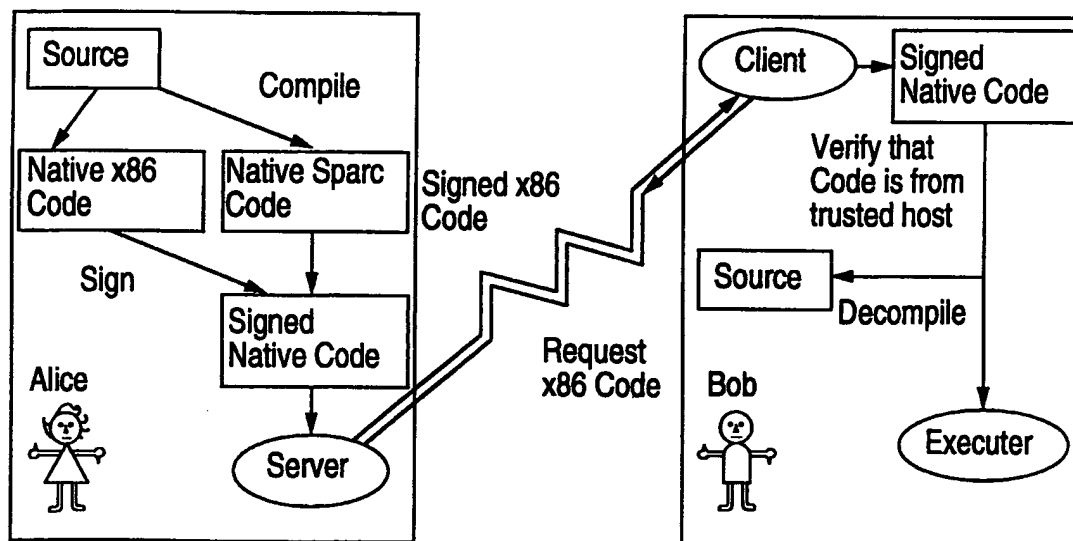 Source
Compile
Native x86
Code
Native Sparc
Code
Sign
Signed
Native Code
Alice
Server
Signed x86
Code
Request
x86 Code
Client
Signed
Native Code
Verify that
Code is from
trusted host
Source
Decompile
Bob
Executer